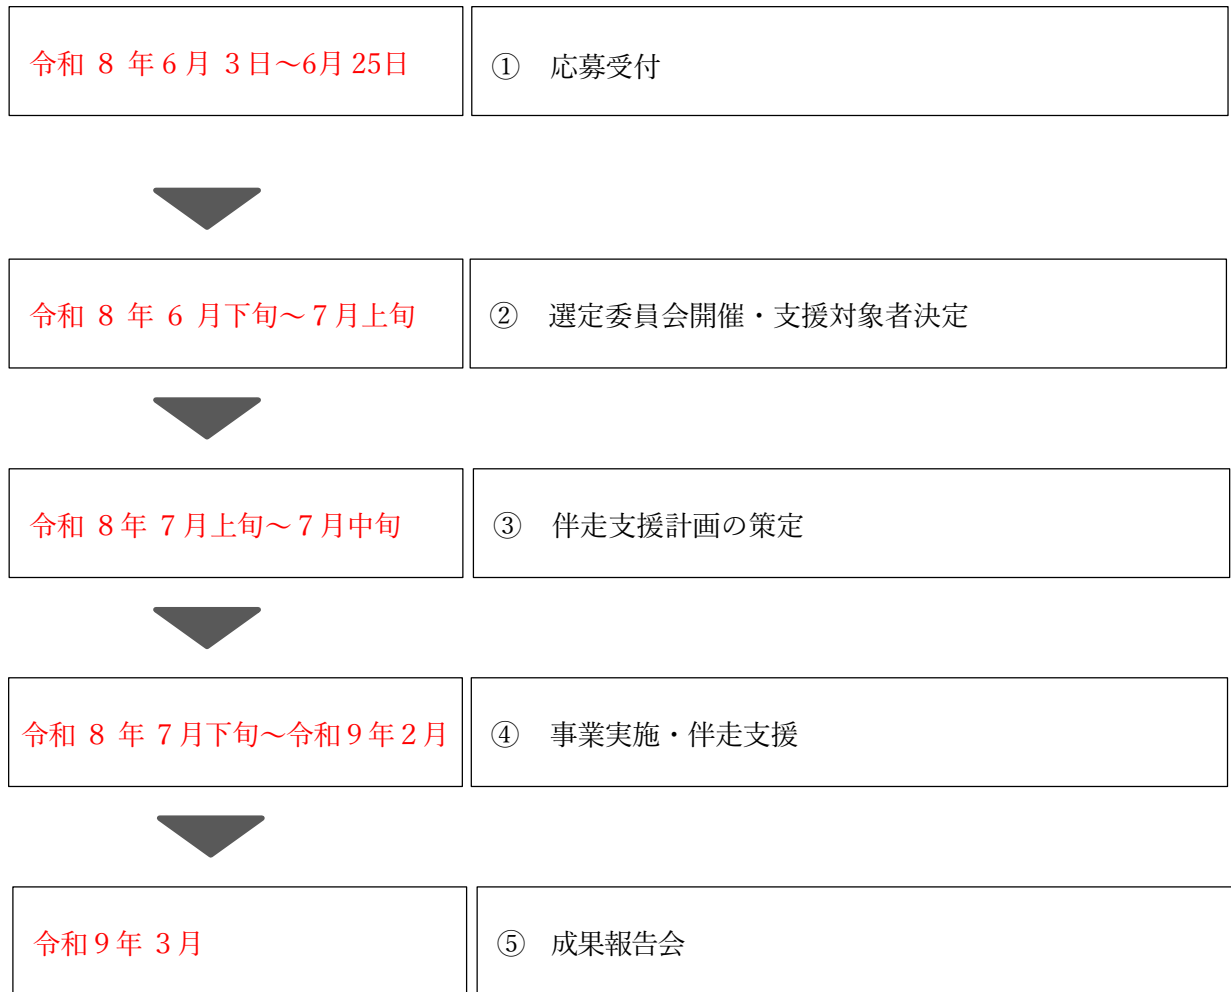 令和 ８ 年６月 ３日～6月 25日
① 応募受付
令和 ８ 年 ６ 月下旬～７月上旬
② 選定委員会開催・支援対象者決定
令和 ８年 ７月上旬～７月中旬
③ 伴走支援計画の策定
令和 ８ 年 ７月下旬～令和９年２月
④ 事業実施・伴走支援
令和９年 ３月
⑤ 成果報告会